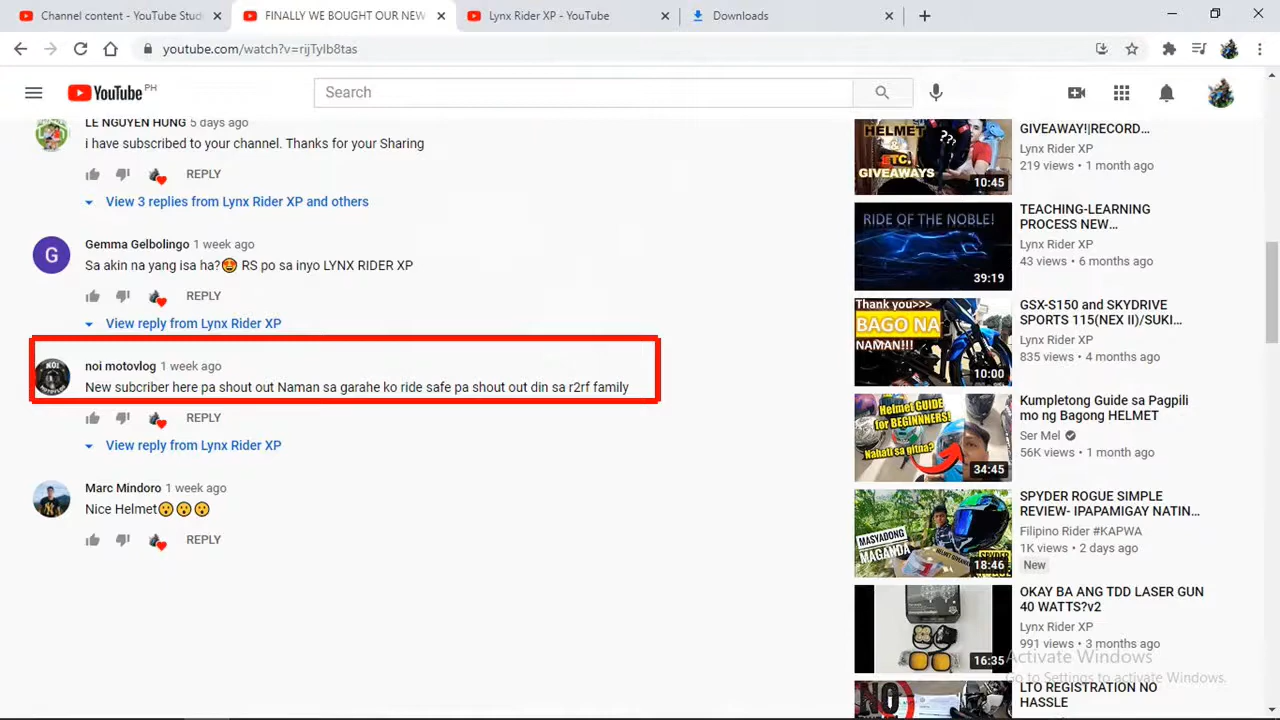 Channel content - YouTube Stud
FINALLY WE BOUGHT OUR NEW
Lynx Rider XP - YouTube
Downloads
youtube.com/watch?v=rijTyIb8tas
YouTube PH
Search
LE NGUYEN HUNG 5 days ago
i have subscribed to your channel. Thanks for your Sharing
REPLY
View 3 replies from Lynx Rider XP and others
G
Gemma Gelbolingo 1 week ago
Sa akin na yang isa ha?🤩 RS po sa inyo LYNX RIDER XP
REPLY
View reply from Lynx Rider XP
NOI
noi motovlog 1 week ago
New subcriber here pa shout out Naman sa garahe ko ride safe pa shout out din sa r2rf family
REPLY
View reply from Lynx Rider XP
Marc Mindoro 1 week ago
Nice Helmet😮😮😮
REPLY
HELMET
???
&
ETC.
GIVEAWAYS
10:45
GIVEAWAY!|RECORD...
Lynx Rider XP
219 views • 1 month ago
RIDE OF THE NOBLE!
39:19
TEACHING-LEARNING
PROCESS NEW...
Lynx Rider XP
43 views • 6 months ago
Thank you>>>
BAGO NA
NAMAN!!!
10:00
GSX-S150 and SKYDRIVE
SPORTS 115(NEX II)/SUKI...
Lynx Rider XP
835 views • 4 months ago
Helmet GUIDE
for BEGINNNERS!
Nahati sa gitna?
34:45
Kumpletong Guide sa Pagpili
mo ng Bagong HELMET
Ser Mel
56K views • 1 month ago
MASYADONG
MAGANDA
SPYDER
18:46
SPYDER ROGUE SIMPLE
REVIEW- IPAPAMIGAY NATIN...
Filipino Rider #KAPWA
1K views • 2 days ago
New
16:35
OKAY BA ANG TDD LASER GUN
40 WATTS?v2
Lynx Rider XP
991 views • 3 months ago
NO
LTO REGISTRATION NO
HASSLE
Activate Windows
Go to Settings to activate Windows.